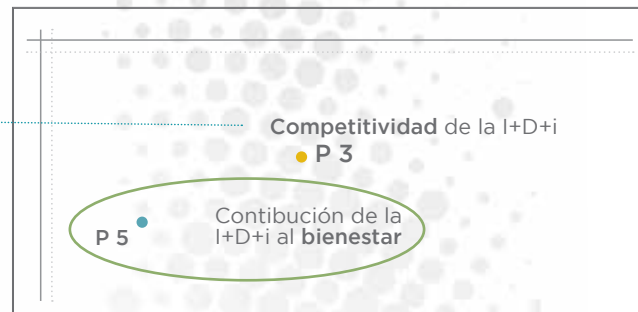 Competitividad de la I+D+i
P 3
Contibución de la
P 5
I+D+i al bienestar